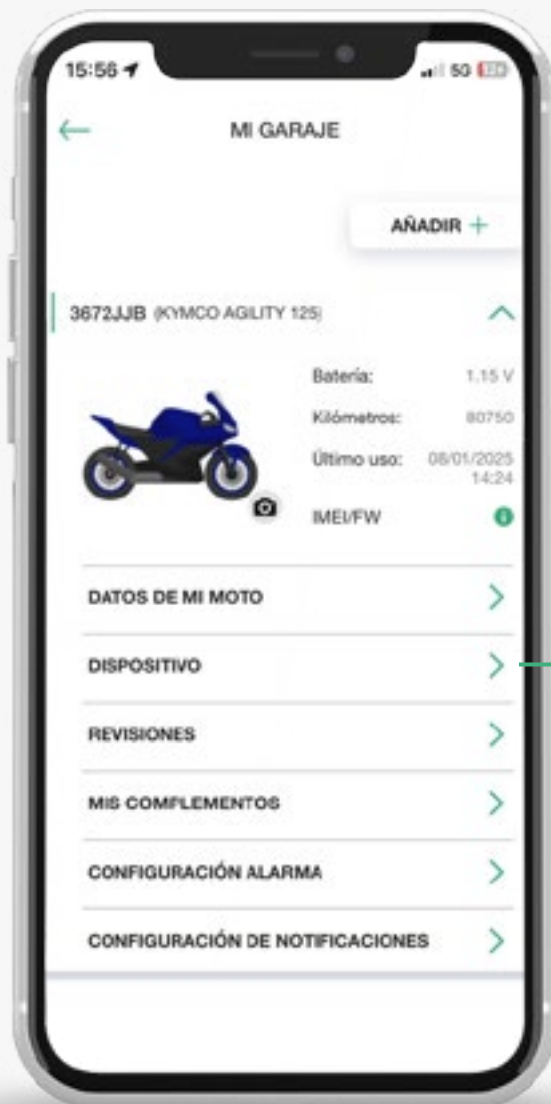 15:56
5G
MI GARAJE
AÑADIR +
3672JJB (KYMCO AGILITY 125)
Batería: 1.15 V
Kilómetros: 80750
Último uso: 08/01/2025
14:24
IMEI/FW
DATOS DE MI MOTO
DISPOSITIVO
REVISIONES
MIS COMPLEMENTOS
CONFIGURACIÓN ALARMA
CONFIGURACIÓN DE NOTIFICACIONES